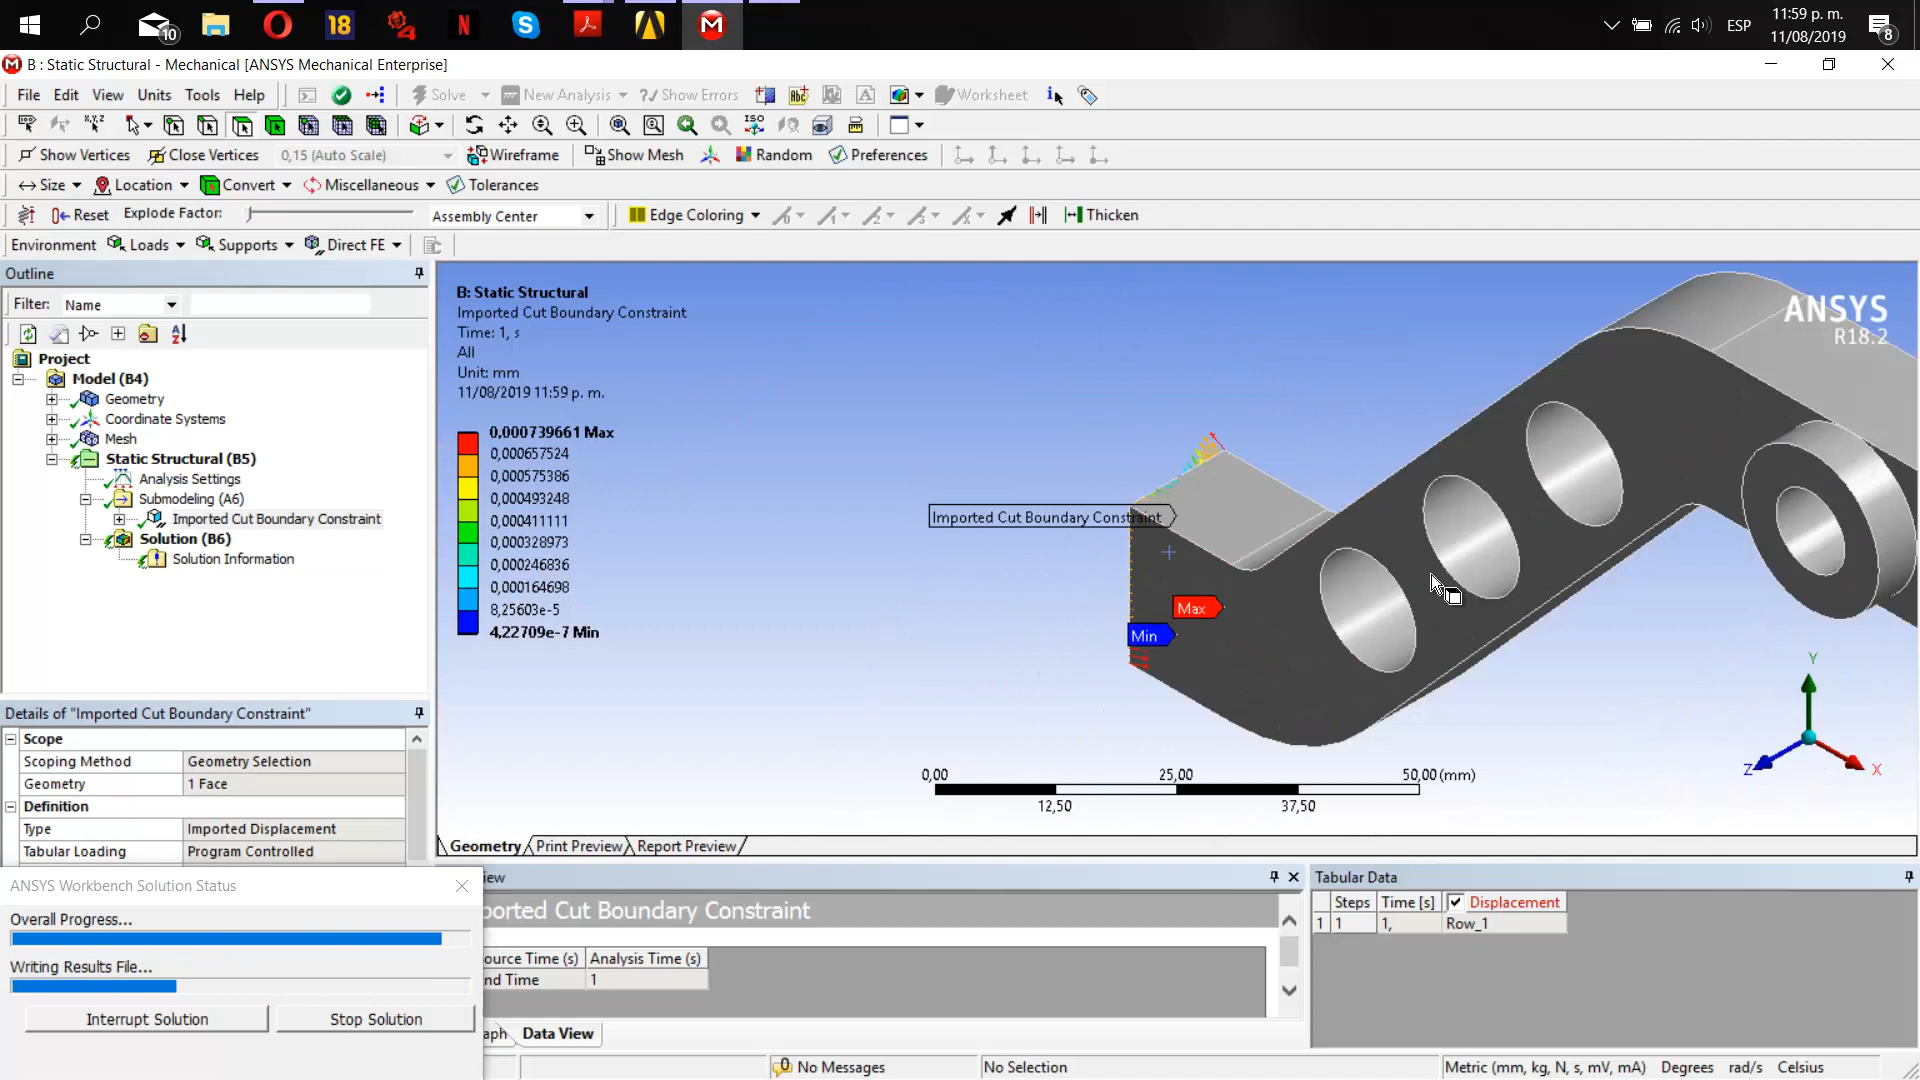 10
18
4
N
ESP
11:59 p. m.
11/08/2019
8
B : Static Structural - Mechanical [ANSYS Mechanical Enterprise]
File Edit View Units Tools Help
Solve New Analysis ?/ Show Errors Worksheet
Show Vertices Close Vertices 0,15 (Auto Scale) Wireframe Show Mesh Random Preferences
Size Location Convert Miscellaneous Tolerances
Reset Explode Factor: Assembly Center Edge Coloring Thicken
Environment Loads Supports Direct FE
Outline
Filter: Name
Project
Model (B4)
Geometry
Coordinate Systems
Mesh
Static Structural (B5)
Analysis Settings
Submodeling (A6)
Imported Cut Boundary Constraint
Solution (B6)
Solution Information
B: Static Structural
Imported Cut Boundary Constraint
Time: 1, s
All
Unit: mm
11/08/2019 11:59 p. m.
0,000739661 Max
0,000657524
0,000575386
0,000493248
0,000411111
0,000328973
0,000246836
0,000164698
8,25603e-5
4,22709e-7 Min
ANSYS
R18.2
Imported Cut Boundary Constraint
Max
Min
Y
Z
X
0,00 25,00 50,00 (mm)
12,50 37,50
Geometry Print Preview Report Preview
Details of "Imported Cut Boundary Constraint"
Scope
Scoping Method Geometry Selection
Geometry 1 Face
Definition
Type Imported Displacement
Tabular Loading Program Controlled
ANSYS Workbench Solution Status
Overall Progress...
Writing Results File...
Interrupt Solution Stop Solution
iew
ported Cut Boundary Constraint
ource Time (s) Analysis Time (s)
nd Time 1
aph Data View
Tabular Data
Steps Time [s] Displacement
1 1 1, Row_1
No Messages No Selection Metric (mm, kg, N, s, mV, mA) Degrees rad/s Celsius